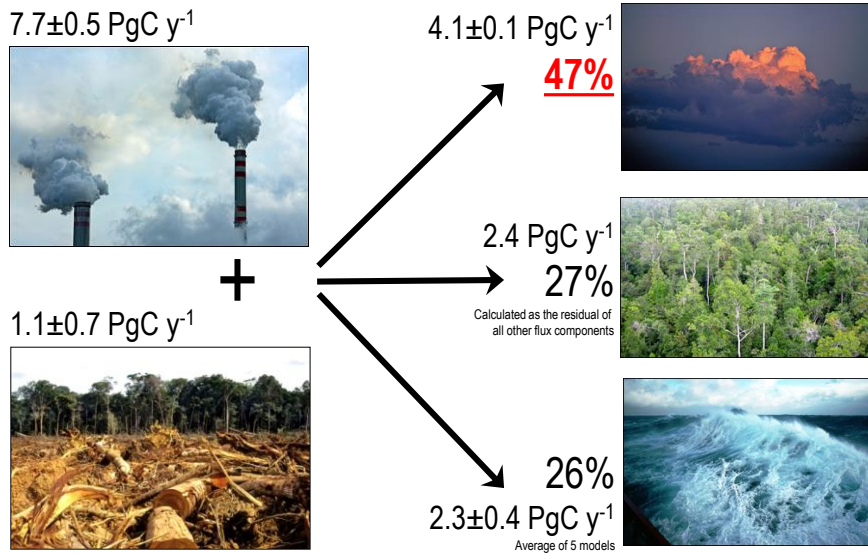 7.7±0.5 PgC y-1
+
1.1±0.7 PgC y-1
4.1±0.1 PgC y-1
47%
2.4 PgC y-1
27%
Calculated as the residual of
all other flux components
26%
2.3±0.4 PgC y-1
Average of 5 models